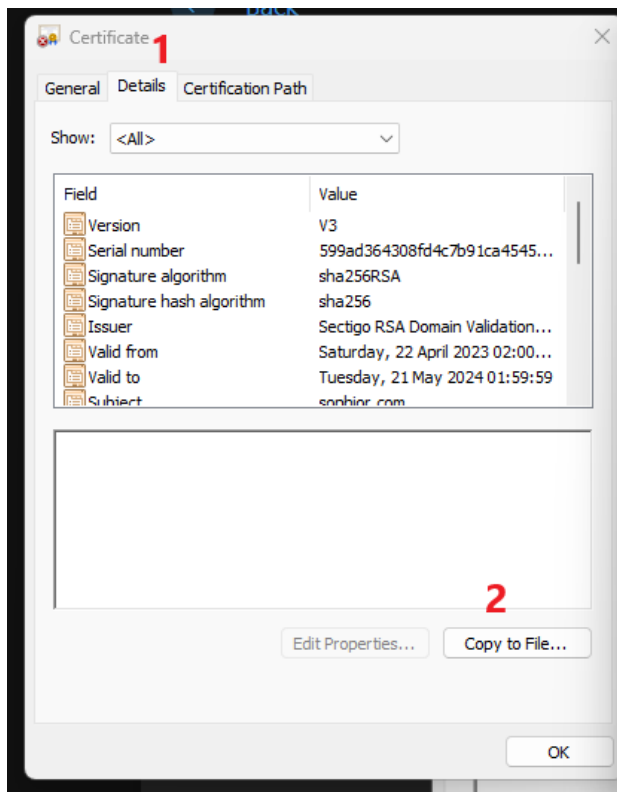 Back
Certificate 1
General Details Certification Path
Show: <All>
Field Value
Version V3
Serial number 599ad364308fd4c7b91ca4545...
Signature algorithm sha256RSA
Signature hash algorithm sha256
Issuer Sectigo RSA Domain Validation...
Valid from Saturday, 22 April 2023 02:00...
Valid to Tuesday, 21 May 2024 01:59:59
Subject
2
Edit Properties... Copy to File...
OK